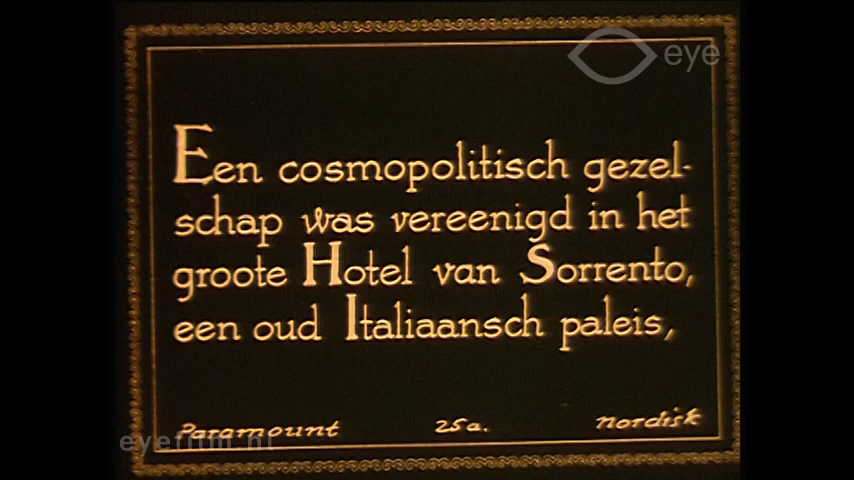 eye
Een cosmopolitisch gezel-
schap was vereenigd in het
groote Hotel van Sorrento,
een oud Italiaansch paleis,
Paramount 25a. Nordisk
eyefilm.nl